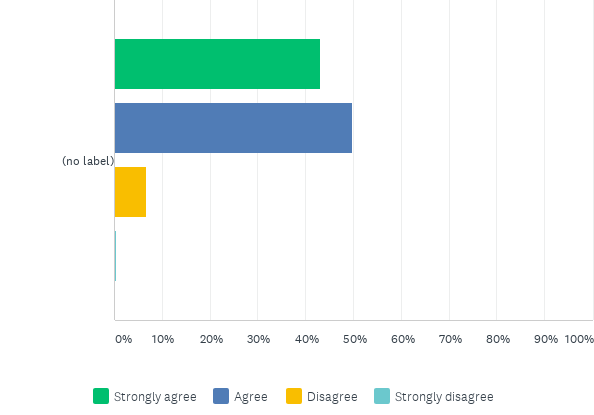 (no label)
0% 10% 20% 30% 40% 50% 60% 70% 80% 90% 100%
Strongly agree Agree Disagree Strongly disagree